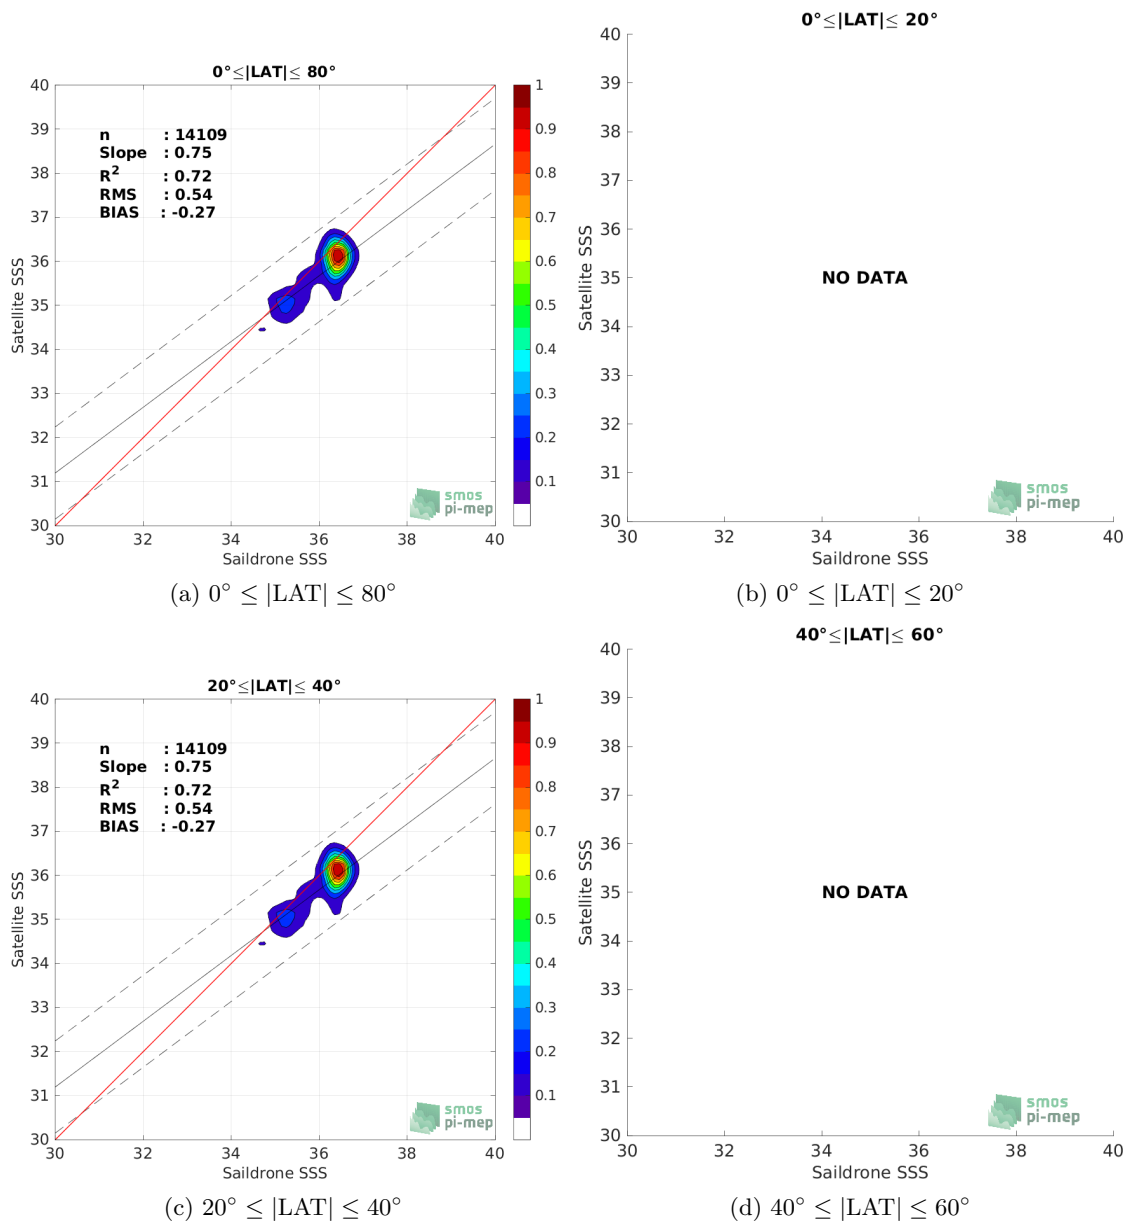 0°≤|LAT|≤ 80°
40
39
38
37
36
35
34
33
32
31
30
Satellite SSS
n : 14109
Slope : 0.75
R2 : 0.72
RMS : 0.54
BIAS : -0.27
smos
pi-mep
30 32 34 36 38 40
Saildrone SSS
1
0.9
0.8
0.7
0.6
0.5
0.4
0.3
0.2
0.1
(a) 0° ≤ |LAT| ≤ 80°
0°≤|LAT|≤ 20°
40
39
38
37
36
35
34
33
32
31
30
Satellite SSS
NO DATA
smos
pi-mep
30 32 34 36 38 40
Saildrone SSS
(b) 0° ≤ |LAT| ≤ 20°
20°≤|LAT|≤ 40°
40
39
38
37
36
35
34
33
32
31
30
Satellite SSS
n : 14109
Slope : 0.75
R2 : 0.72
RMS : 0.54
BIAS : -0.27
smos
pi-mep
30 32 34 36 38 40
Saildrone SSS
1
0.9
0.8
0.7
0.6
0.5
0.4
0.3
0.2
0.1
(c) 20° ≤ |LAT| ≤ 40°
40°≤|LAT|≤ 60°
40
39
38
37
36
35
34
33
32
31
30
Satellite SSS
NO DATA
smos
pi-mep
30 32 34 36 38 40
Saildrone SSS
(d) 40° ≤ |LAT| ≤ 60°